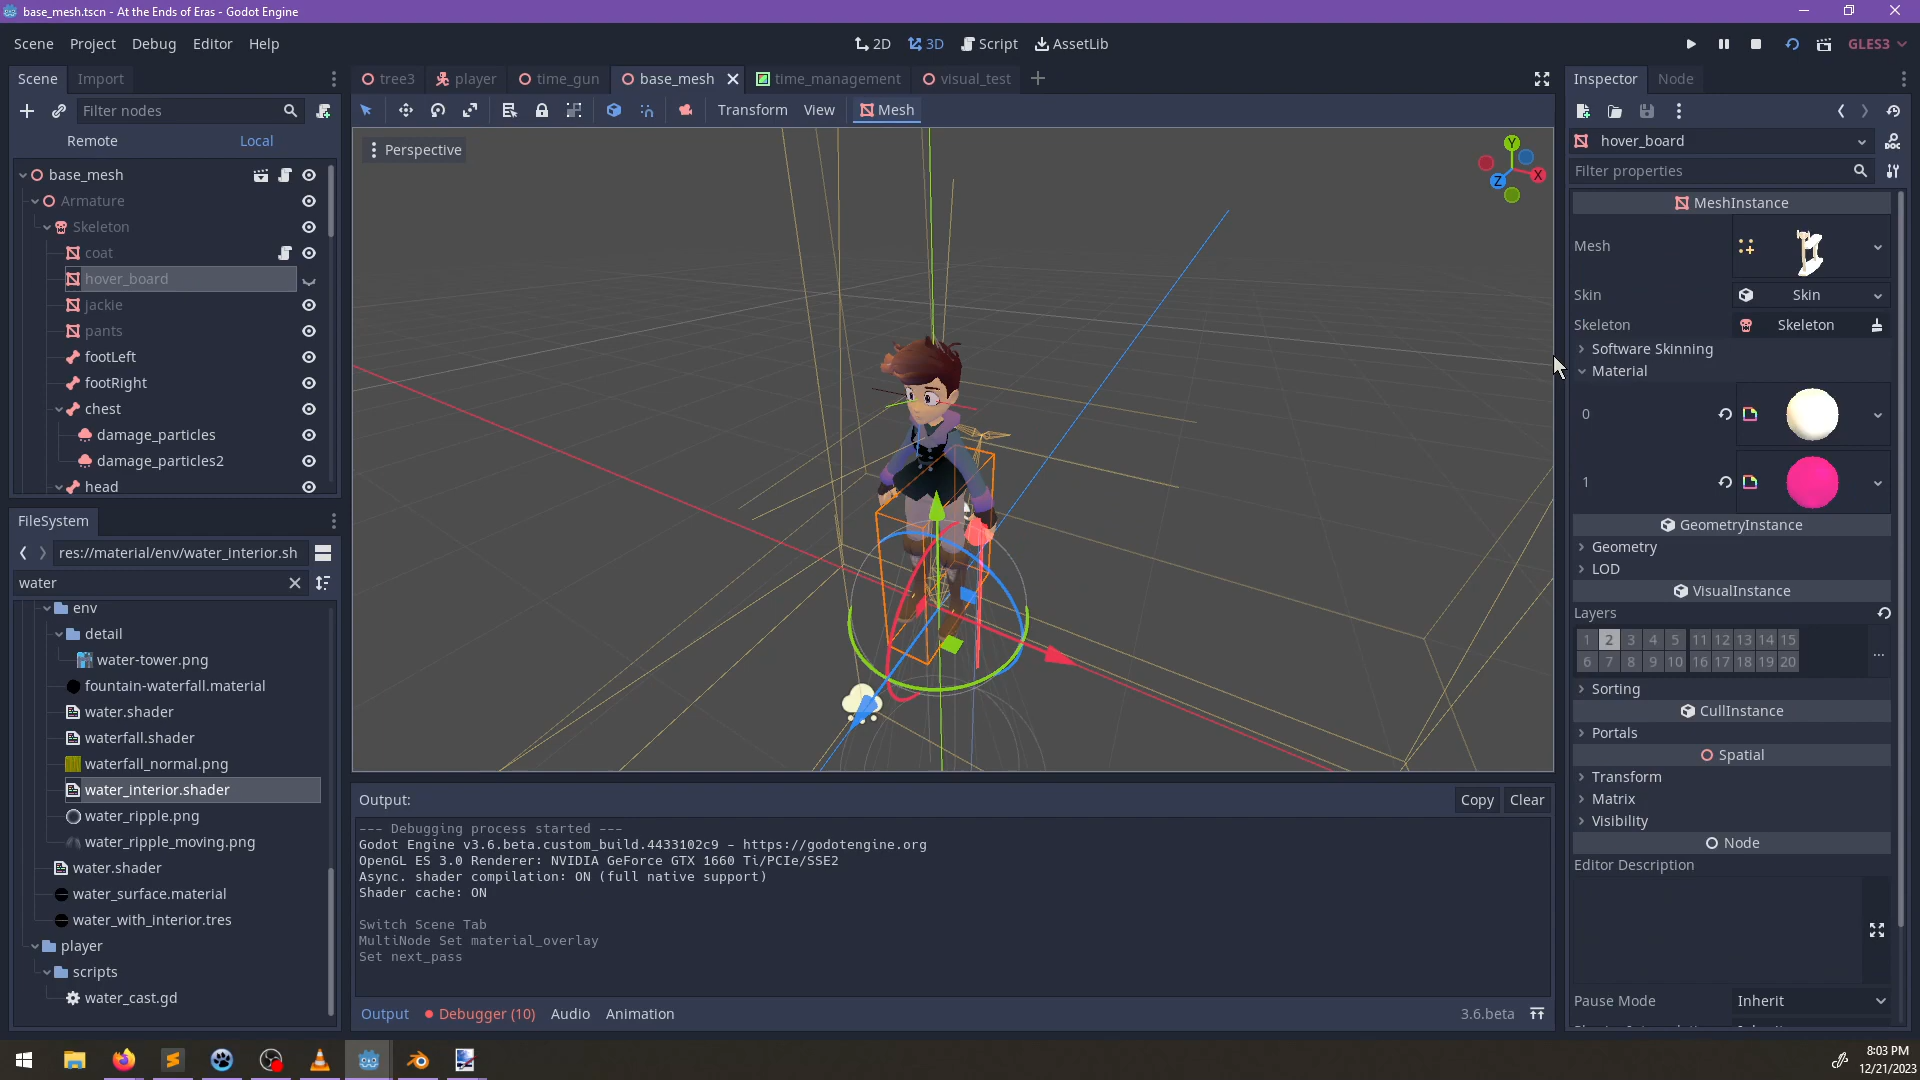 base_mesh.tscn - At the Ends of Eras - Godot Engine
Scene Project Debug Editor Help
2D 3D Script AssetLib
GLES3
Scene Import
Filter nodes
Remote Local
base_mesh
Armature
Skeleton
coat
hover_board
jackie
pants
footLeft
footRight
chest
damage_particles
damage_particles2
head
FileSystem
res://material/env/water_interior.sh
water
env
detail
water-tower.png
fountain-waterfall.material
water.shader
waterfall.shader
waterfall_normal.png
water_interior.shader
water_ripple.png
water_ripple_moving.png
water.shader
water_surface.material
water_with_interior.tres
player
scripts
water_cast.gd
tree3 player time_gun base_mesh time_management visual_test
Transform View Mesh
Perspective
Y
X
Z
Output:
Copy Clear
--- Debugging process started ---
Godot Engine v3.6.beta.custom_build.4433102c9 - https://godotengine.org
OpenGL ES 3.0 Renderer: NVIDIA GeForce GTX 1660 Ti/PCIe/SSE2
Async. shader compilation: ON (full native support)
Shader cache: ON
Switch Scene Tab
MultiNode Set material_overlay
Set next_pass
Output Debugger (10) Audio Animation
3.6.beta
Inspector Node
hover_board
Filter properties
MeshInstance
Mesh
Skin Skin
Skeleton Skeleton
Software Skinning
Material
0
1
GeometryInstance
Geometry
LOD
VisualInstance
Layers
1 2 3 4 5 11 12 13 14 15
6 7 8 9 10 16 17 18 19 20
...
Sorting
CullInstance
Portals
Spatial
Transform
Matrix
Visibility
Node
Editor Description
Pause Mode Inherit
8:03 PM
12/21/2023